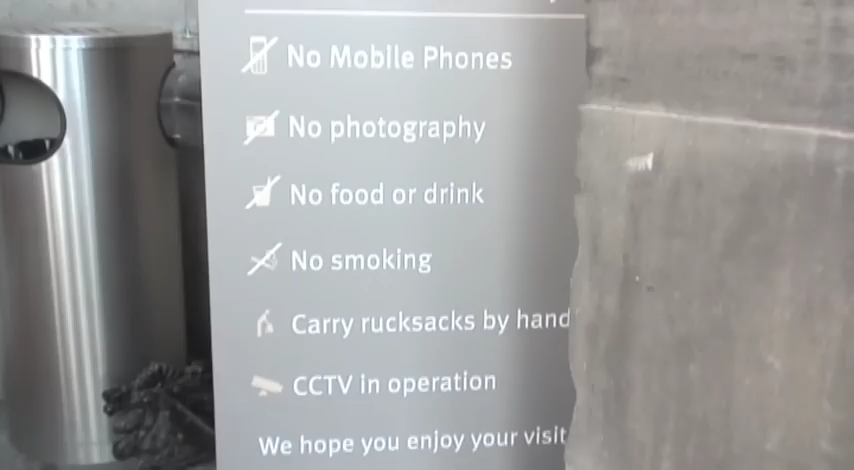 No Mobile Phones
No photography
No food or drink
No smoking
Carry rucksacks by hand
CCTV in operation
We hope you enjoy your visit